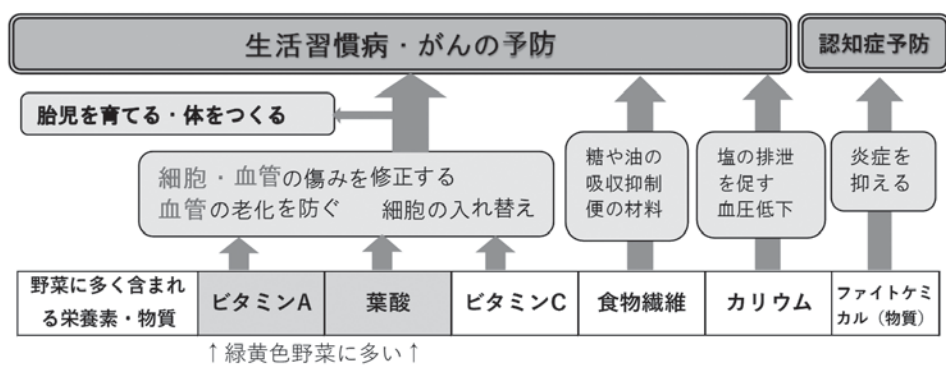 生活習慣病・がんの予防
認知症予防
胎児を育てる・体をつくる
細胞・血管の傷みを修正する
血管の老化を防ぐ　細胞の入れ替え
糖や油の
吸収抑制
便の材料
塩の排泄
を促す
血圧低下
炎症を
抑える
野菜に多く含まれ
る栄養素・物質
ビタミンA
葉酸
ビタミンC
食物繊維
カリウム
ファイトケミ
カル（物質）
↑緑黄色野菜に多い↑